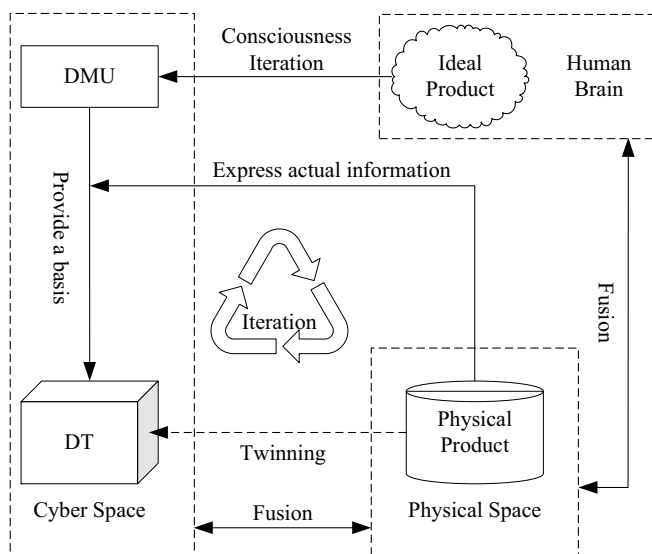 Consciousness
Iteration
DMU
Ideal
Product
Human
Brain
Express actual information
Provide a basis
Iteration
Fusion
DT
Physical
Product
Twinning
Cyber Space
Fusion
Physical Space